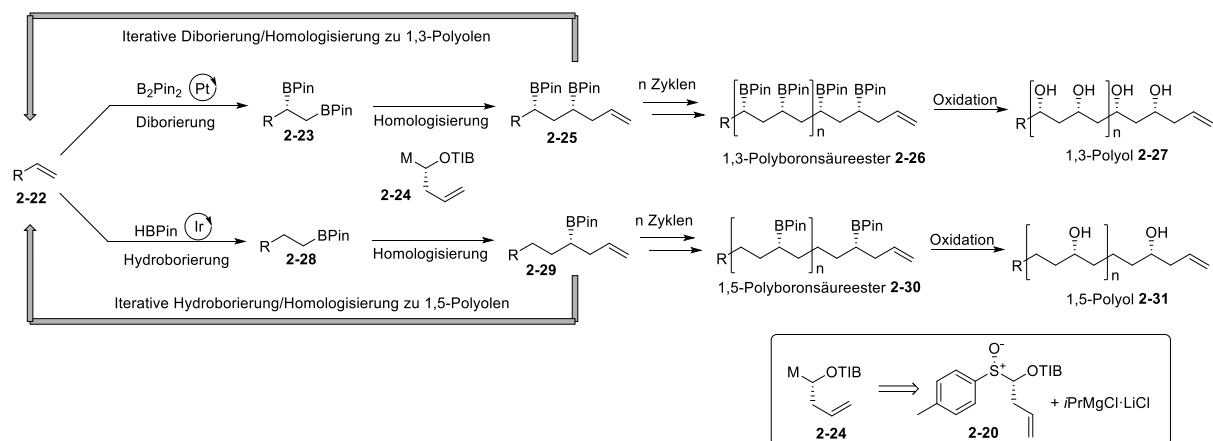 Iterative Diborierung/Homologisierung zu 1,3-Polyolen
B2Pin2 Pt
Diborierung
BPin
BPin
R
2-23
Homologisierung
M OTIB
2-24
BPin BPin
R
2-25
n Zyklen
BPin BPin BPin BPin
R n
1,3-Polyboronsäureester 2-26
Oxidation
OH OH OH OH
R n
1,3-Polyol 2-27
R
2-22
HBPin Ir
Hydroborierung
R BPin
2-28
Homologisierung
BPin
R
2-29
n Zyklen
BPin BPin
R n
1,5-Polyboronsäureester 2-30
Oxidation
OH OH
R n
1,5-Polyol 2-31
Iterative Hydroborierung/Homologisierung zu 1,5-Polyolen
M OTIB
2-24
O-
S+ OTIB
2-20
+ iPrMgCl·LiCl